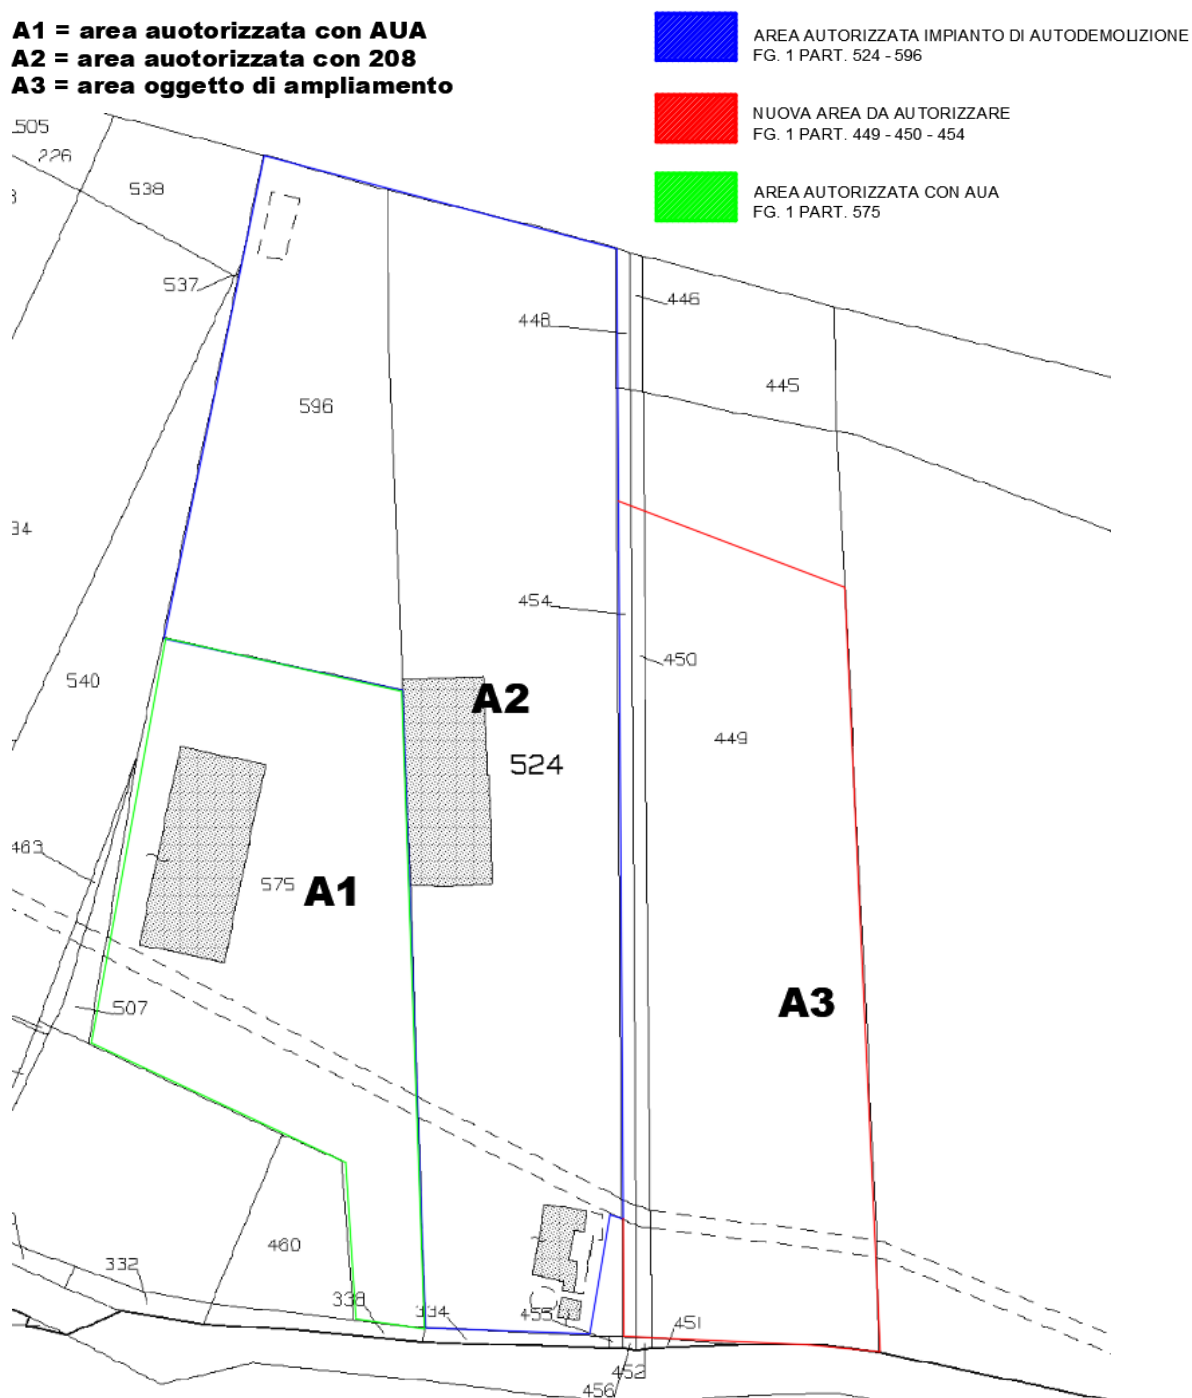 A1 = area auotorizzata con AUA
A2 = area auotorizzata con 208
A3 = area oggetto di ampliamento
AREA AUTORIZZATA IMPIANTO DI AUTODEMOLIZIONE
FG. 1 PART. 524 - 596
NUOVA AREA DA AUTORIZZARE
FG. 1 PART. 449 - 450 - 454
AREA AUTORIZZATA CON AUA
FG. 1 PART. 575
505
226
538
537
446
448
445
596
34
454
450
540
A2
449
524
463
575
A1
A3
507
460
332
338
334
455
451
452
456